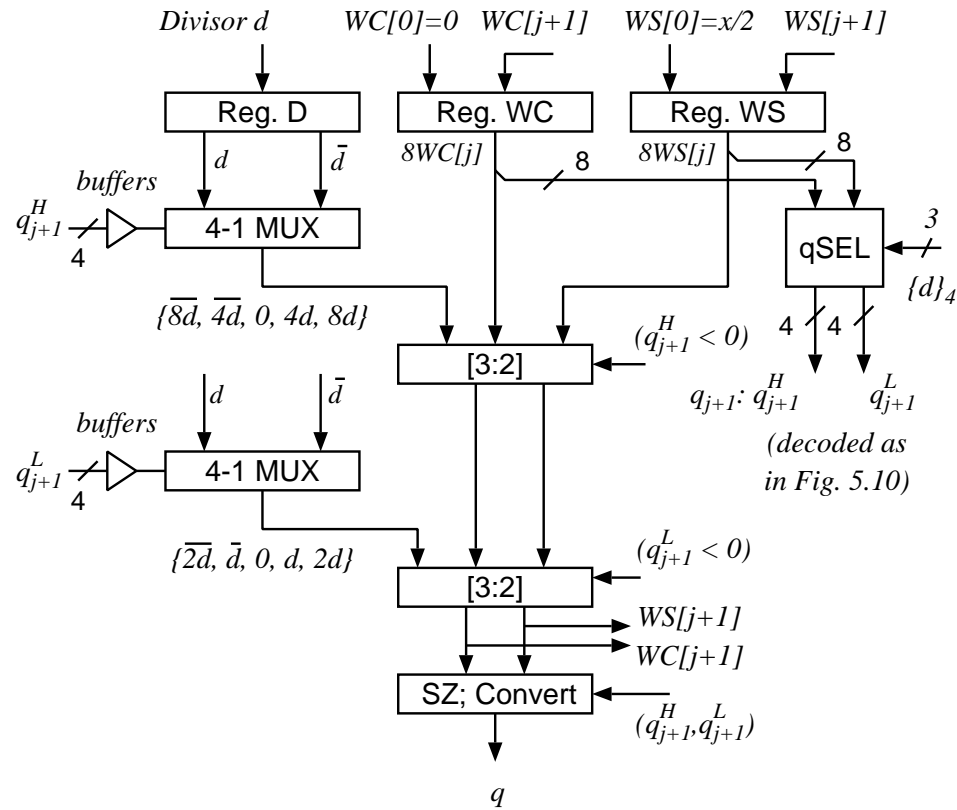 Divisor d
WC[0]=0
WC[j+1]
WS[0]=x/2
WS[j+1]
Reg. D
Reg. WC
Reg. WS
d
d̄
8WC[j]
8
8WS[j]
8
buffers
q^H_{j+1}
4
4-1 MUX
qSEL
3
{d}_4
{8d̅, 4d̅, 0, 4d, 8d}
4
4
(q^H_{j+1} < 0)
[3:2]
q_{j+1}: q^H_{j+1}
q^L_{j+1}
d
d̄
buffers
(decoded as
in Fig. 5.10)
q^L_{j+1}
4
4-1 MUX
{2d̅, d̄, 0, d, 2d}
(q^L_{j+1} < 0)
[3:2]
WS[j+1]
WC[j+1]
SZ; Convert
(q^H_{j+1},q^L_{j+1})
q